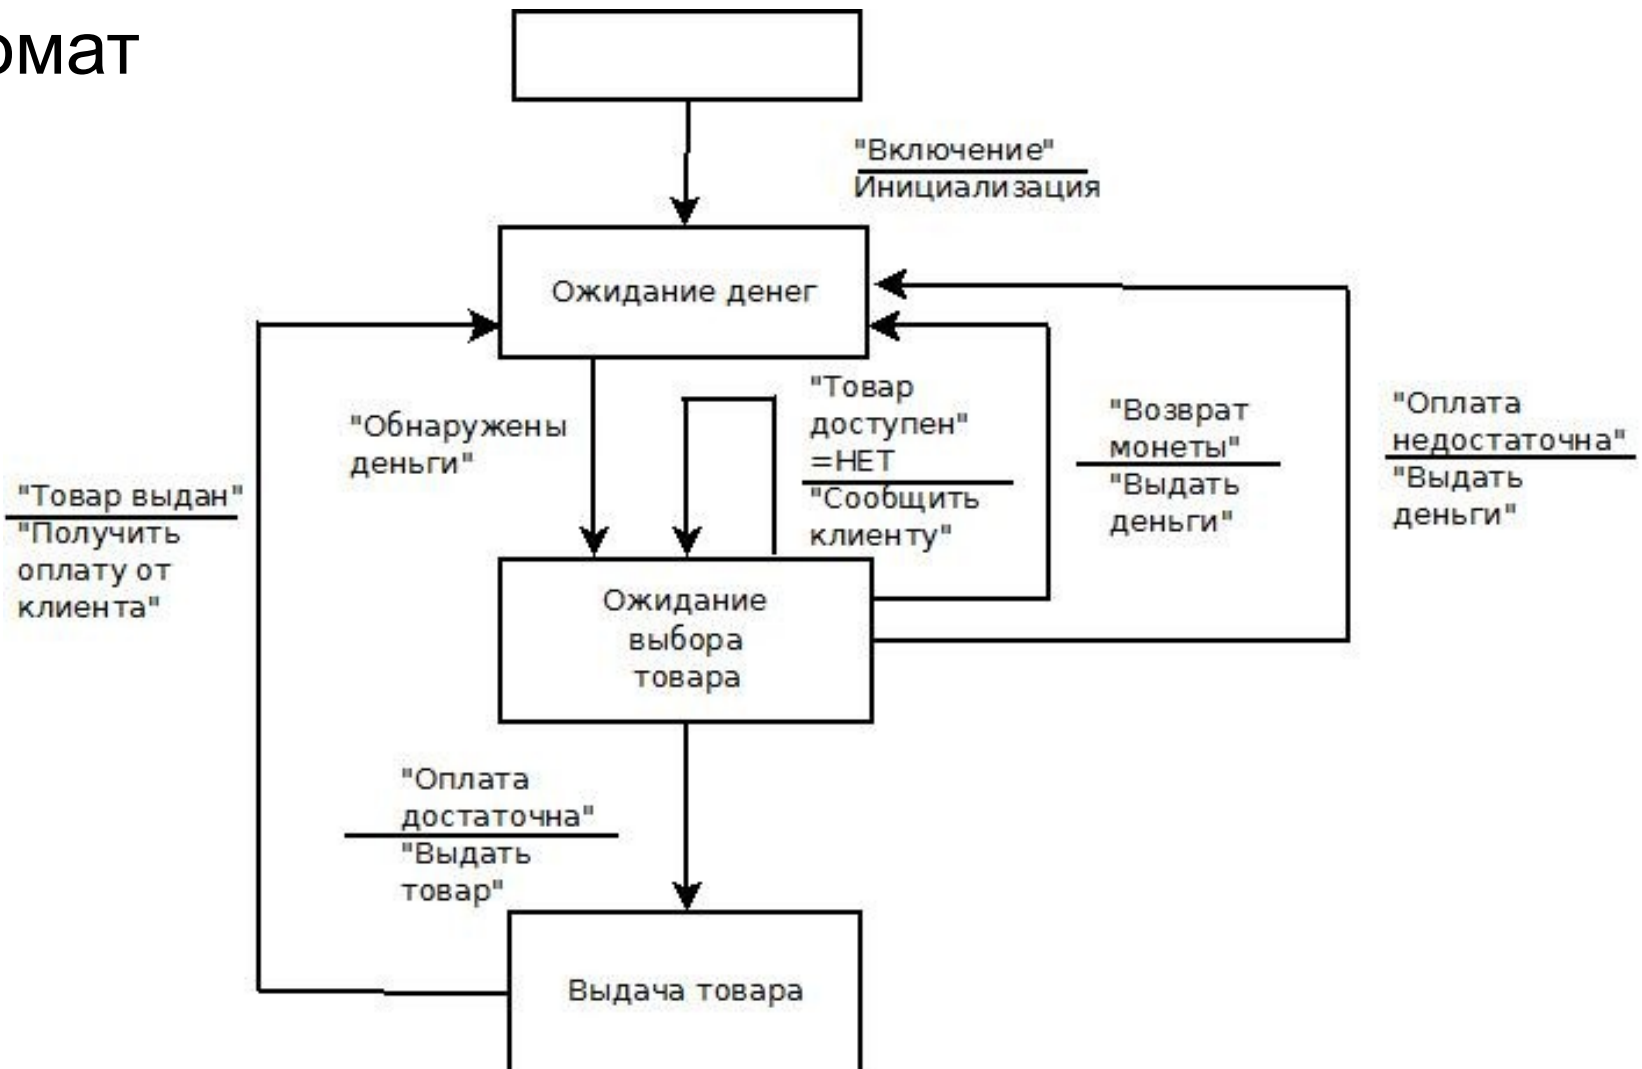 омат
"Включение"
Инициализация
Ожидание денег
"Обнаружены
деньги"
"Товар
доступен"
=НЕТ
"Сообщить
клиенту"
"Возврат
монеты"
"Выдать
деньги"
"Оплата
недостаточна"
"Выдать
деньги"
"Товар выдан"
"Получить
оплату от
клиента"
Ожидание
выбора
товара
"Оплата
достаточна"
"Выдать
товар"
Выдача товара